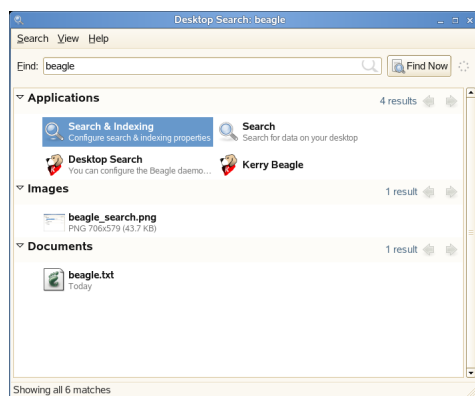 Desktop Search: beagle
Search View Help
Find: beagle Find Now
Applications 4 results
Search & Indexing
Configure search & indexing properties
Search
Search for data on your desktop
Desktop Search
You can configure the Beagle daemo...
Kerry Beagle
Images 1 result
beagle_search.png
PNG 706x579 (43.7 KB)
Documents 1 result
beagle.txt
Today
Showing all 6 matches